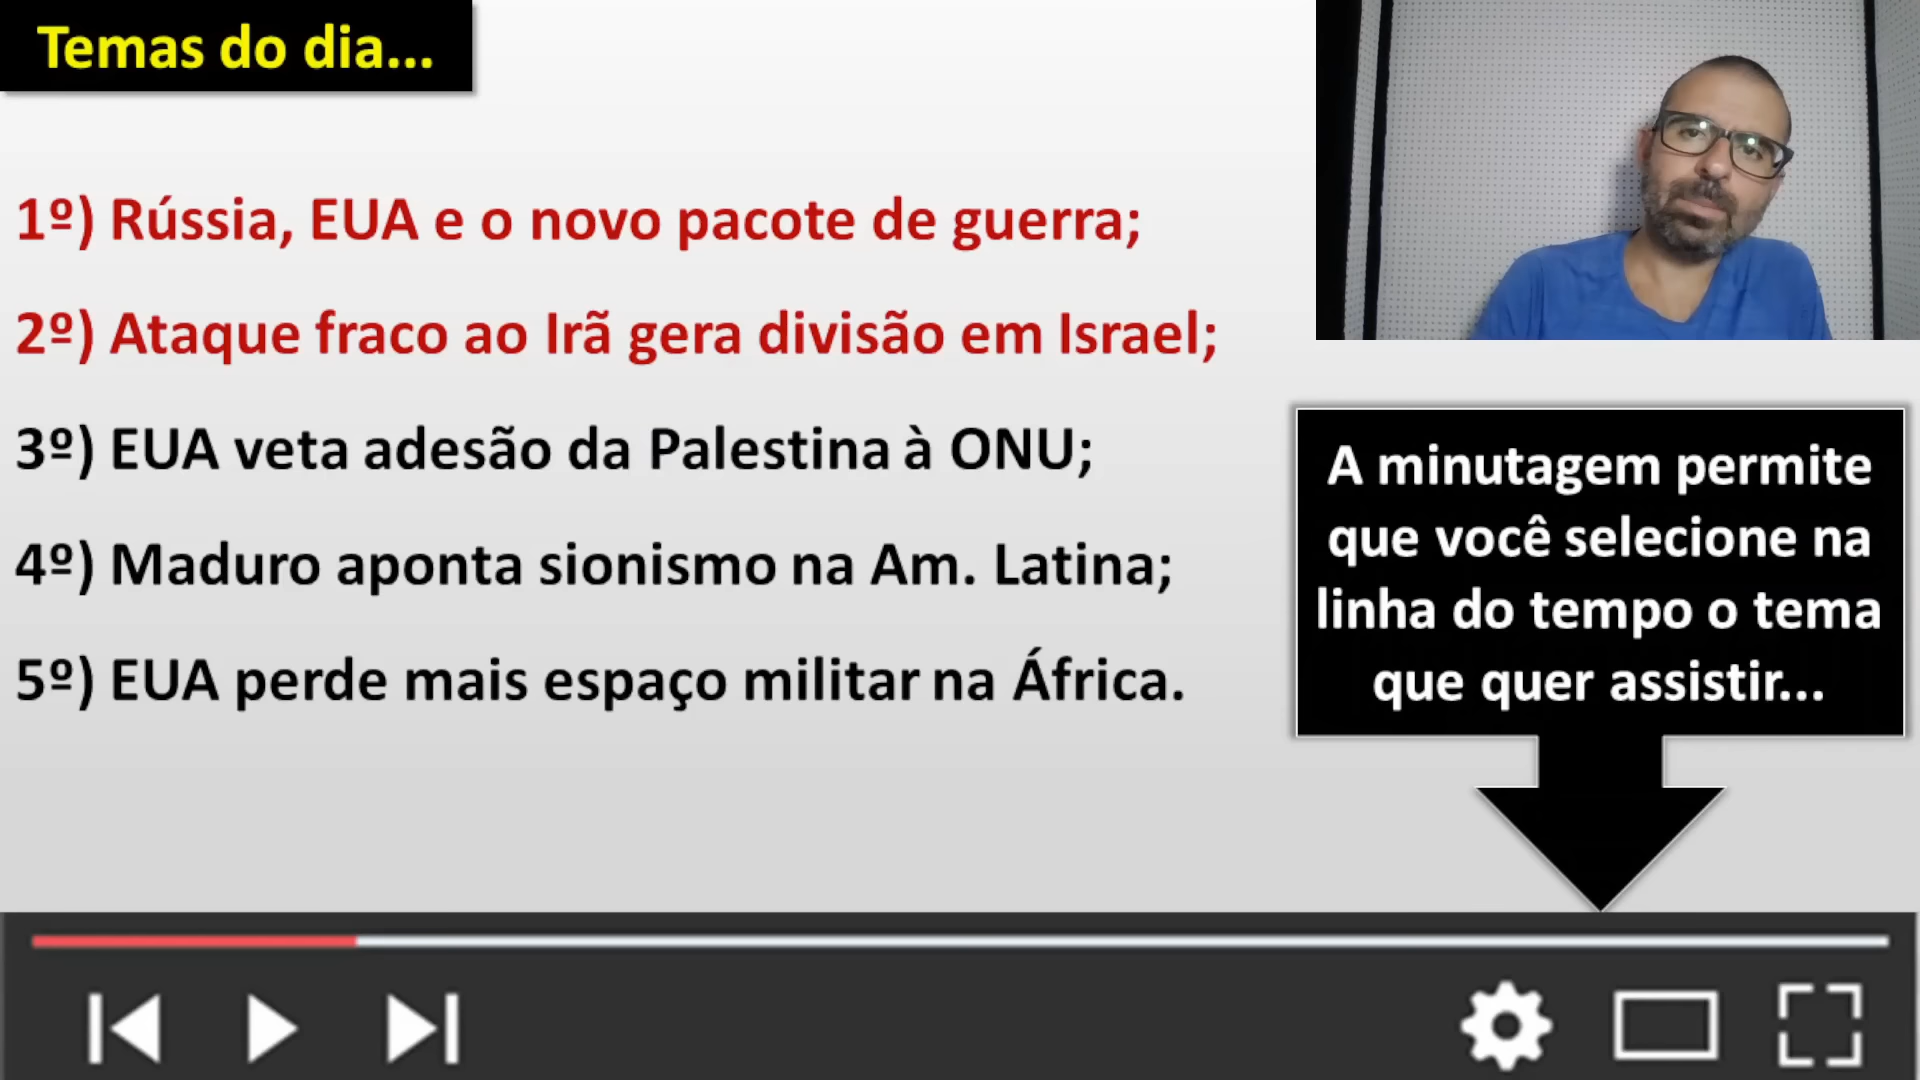 Temas do dia...
1º) Rússia, EUA e o novo pacote de guerra;
2º) Ataque fraco ao Irã gera divisão em Israel;
3º) EUA veta adesão da Palestina à ONU;
4º) Maduro aponta sionismo na Am. Latina;
5º) EUA perde mais espaço militar na África.
A minutagem permite
que você selecione na
linha do tempo o tema
que quer assistir...